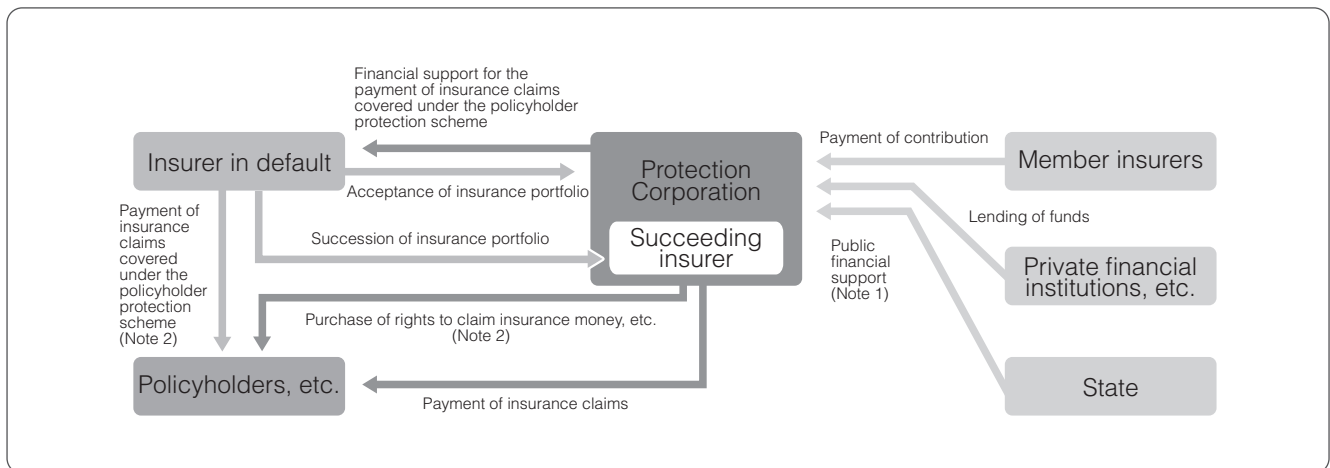 Financial support for the
payment of insurance claims
covered under the policyholder
protection scheme
Insurer in default
Acceptance of insurance portfolio
Protection
Corporation
Payment of contribution
Member insurers
Payment of
insurance
claims
covered
under the
policyholder
protection
scheme
(Note 2)
Succession of insurance portfolio
Succeeding
insurer
Lending of funds
Public
financial
support
(Note 1)
Private financial
institutions, etc.
Purchase of rights to claim insurance money, etc.
(Note 2)
Policyholders, etc.
Payment of insurance claims
State